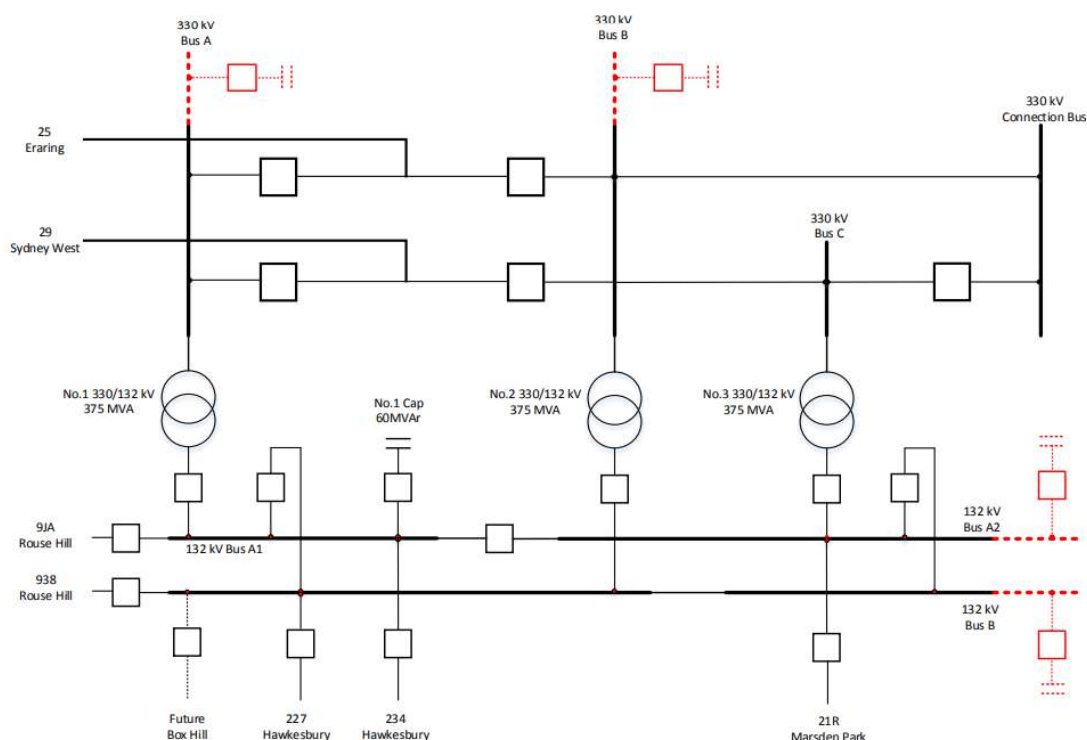 330 kV
Bus A
330 kV
Bus B
330 kV
Connection Bus
25
Eraring
29
Sydney West
330 kV
Bus C
No.1 330/132 kV
375 MVA
No.1 Cap
60MVAr
No.2 330/132 kV
375 MVA
No.3 330/132 kV
375 MVA
9JA
Rouse Hill
132 kV Bus A1
132 kV
Bus A2
938
Rouse Hill
132 kV
Bus B
Future
Box Hill
227
Hawkesbury
234
Hawkesbury
21R
Marsden Park